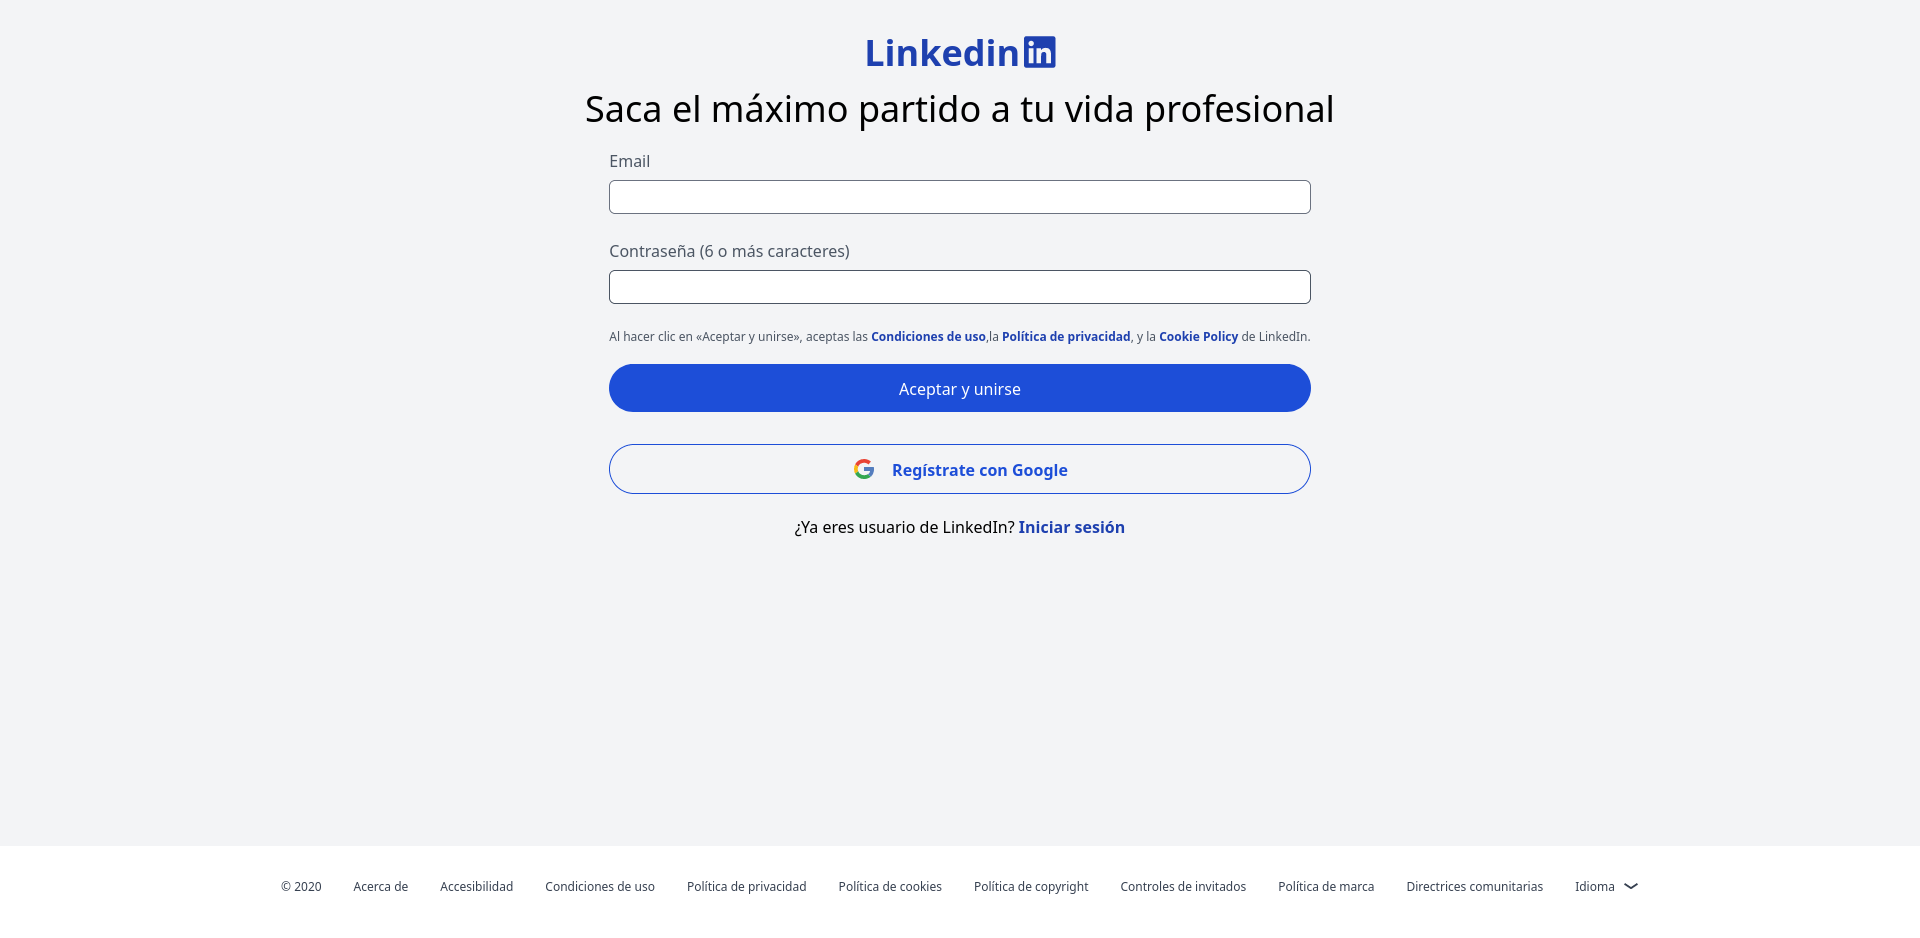 Linkedin in
Saca el máximo partido a tu vida profesional
Email
Contraseña (6 o más caracteres)
Al hacer clic en «Aceptar y unirse», aceptas las Condiciones de uso,la Política de privacidad, y la Cookie Policy de LinkedIn.
Aceptar y unirse
Regístrate con Google
¿Ya eres usuario de LinkedIn? Iniciar sesión
© 2020 Acerca de Accesibilidad Condiciones de uso Política de privacidad Política de cookies Política de copyright Controles de invitados Política de marca Directrices comunitarias Idioma